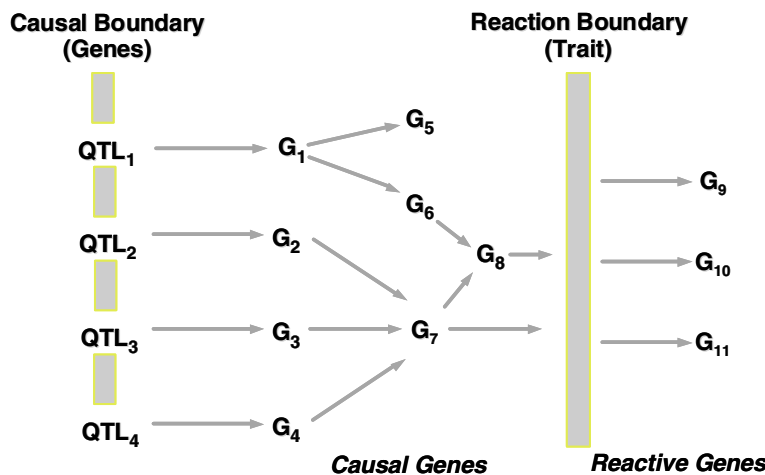 Causal Boundary
(Genes)
Reaction Boundary
(Trait)
G5
QTL1
G1
G9
G6
QTL2
G2
G8
G10
QTL3
G3
G7
G11
QTL4
G4
Causal Genes
Reactive Genes